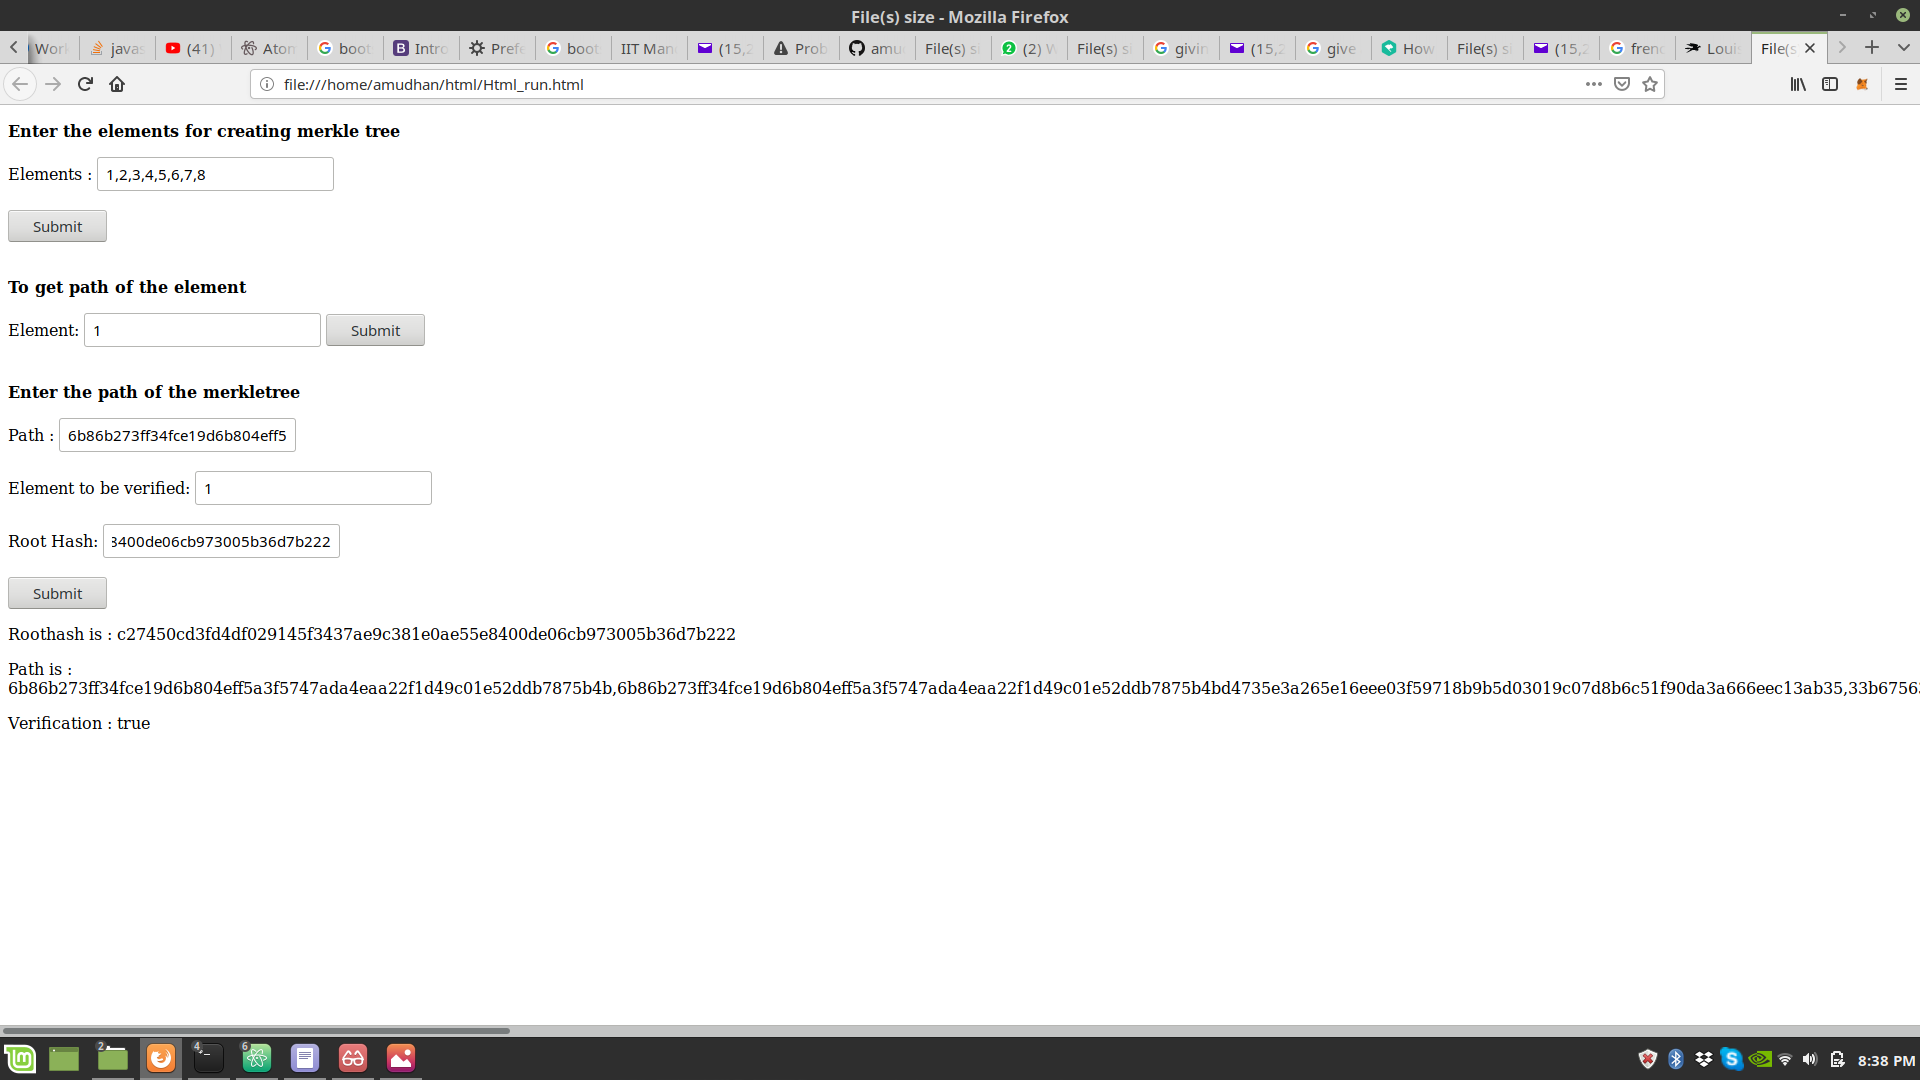 File(s) size - Mozilla Firefox
Wor javas (41) Atom boot Intro Prefe boot IIT Man (15,2 Prob amu File(s) si (2) W File(s) si givin (15,2 give How File(s) si (15,2 fren Loui File(s
file:///home/amudhan/html/Html_run.html
Enter the elements for creating merkle tree
Elements : 1,2,3,4,5,6,7,8
Submit
To get path of the element
Element: 1 Submit
Enter the path of the merkletree
Path : 6b86b273ff34fce19d6b804eff5
Element to be verified: 1
Root Hash: 8400de06cb973005b36d7b222
Submit
Roothash is : c27450cd3fd4df029145f3437ae9c381e0ae55e8400de06cb973005b36d7b222
Path is :
6b86b273ff34fce19d6b804eff5a3f5747ada4eaa22f1d49c01e52ddb7875b4b,6b86b273ff34fce19d6b804eff5a3f5747ada4eaa22f1d49c01e52ddb7875b4bd4735e3a265e16eee03f59718b9b5d03019c07d8b6c51f90da3a666eec13ab35,33b6756
Verification : true
2 4 6 8:38 PM